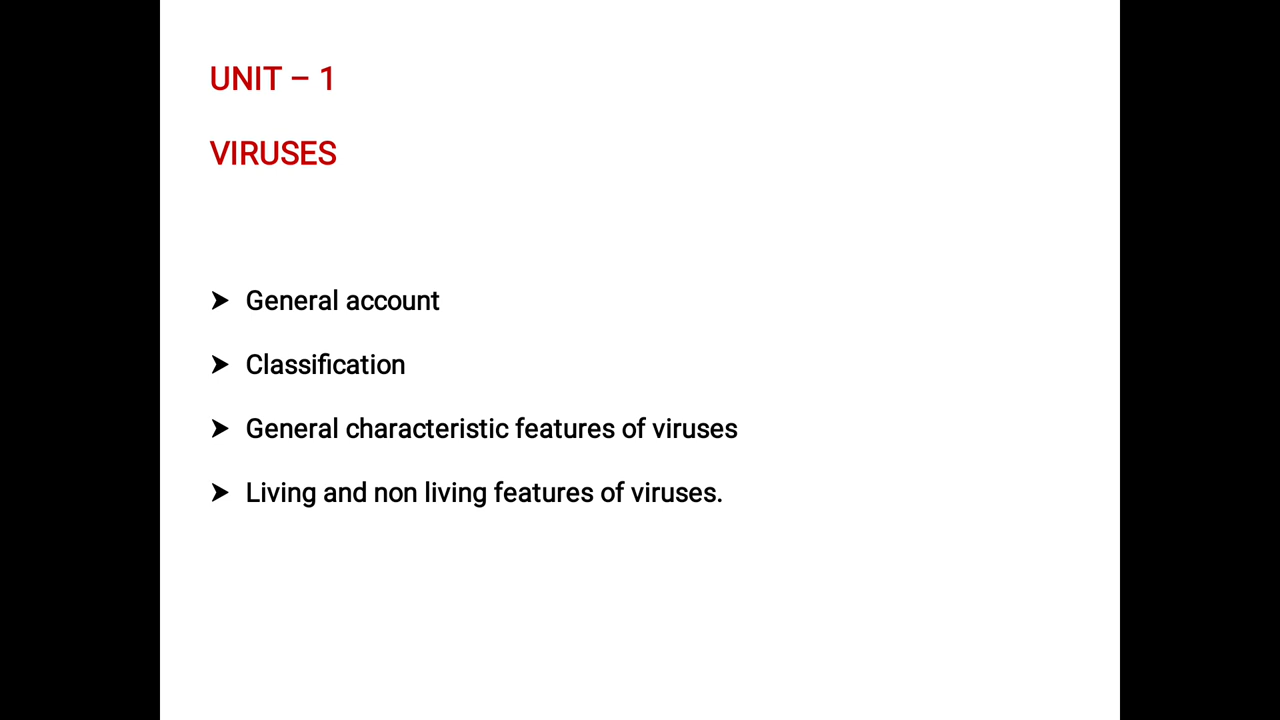 UNIT – 1
VIRUSES
➤ General account
➤ Classification
➤ General characteristic features of viruses
➤ Living and non living features of viruses.